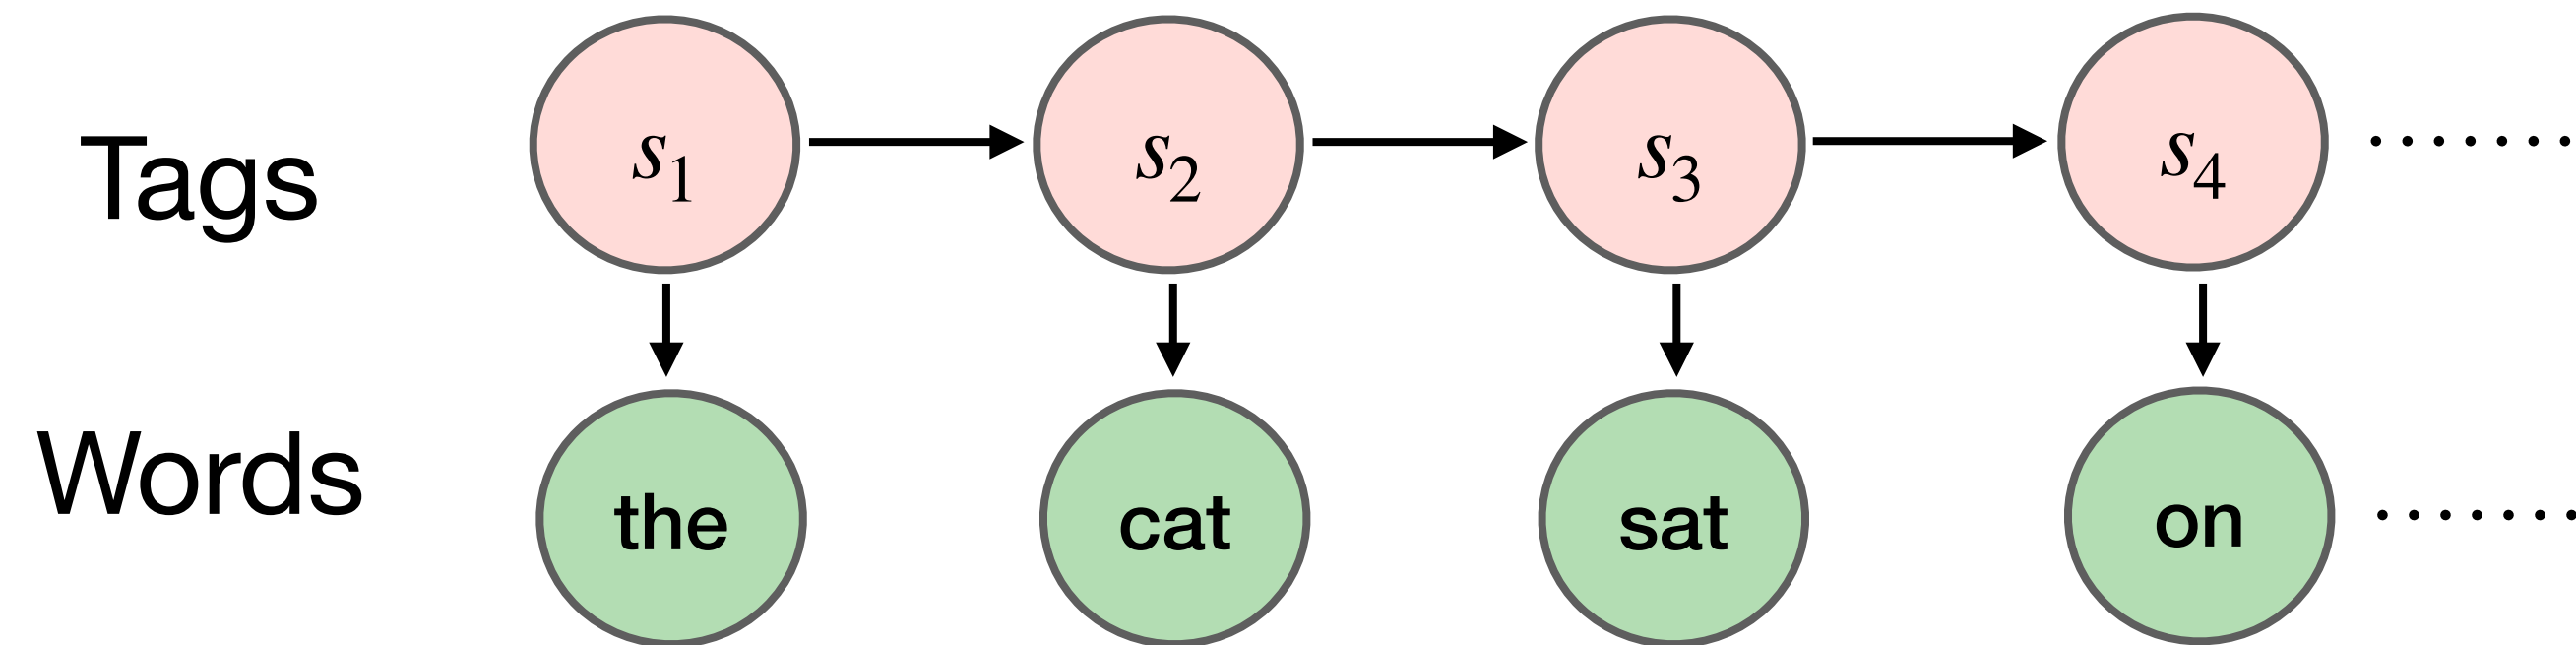 Tags s₁ s₂ s₃ s₄ .......
Words the cat sat on .......